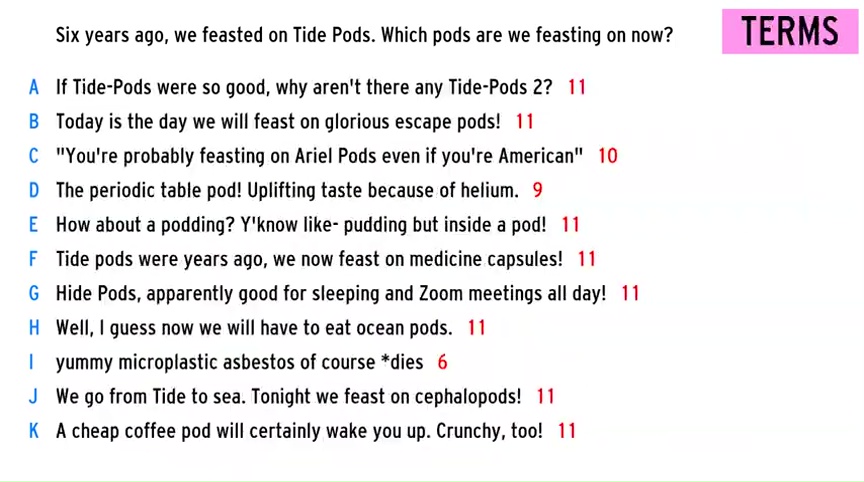 Six years ago, we feasted on Tide Pods. Which pods are we feasting on now?
TERMS
A If Tide-Pods were so good, why aren't there any Tide-Pods 2? 11
B Today is the day we will feast on glorious escape pods! 11
C "You're probably feasting on Ariel Pods even if you're American" 10
D The periodic table pod! Uplifting taste because of helium. 9
E How about a podding? Y'know like- pudding but inside a pod! 11
F Tide pods were years ago, we now feast on medicine capsules! 11
G Hide Pods, apparently good for sleeping and Zoom meetings all day! 11
H Well, I guess now we will have to eat ocean pods. 11
I yummy microplastic asbestos of course *dies 6
J We go from Tide to sea. Tonight we feast on cephalopods! 11
K A cheap coffee pod will certainly wake you up. Crunchy, too! 11